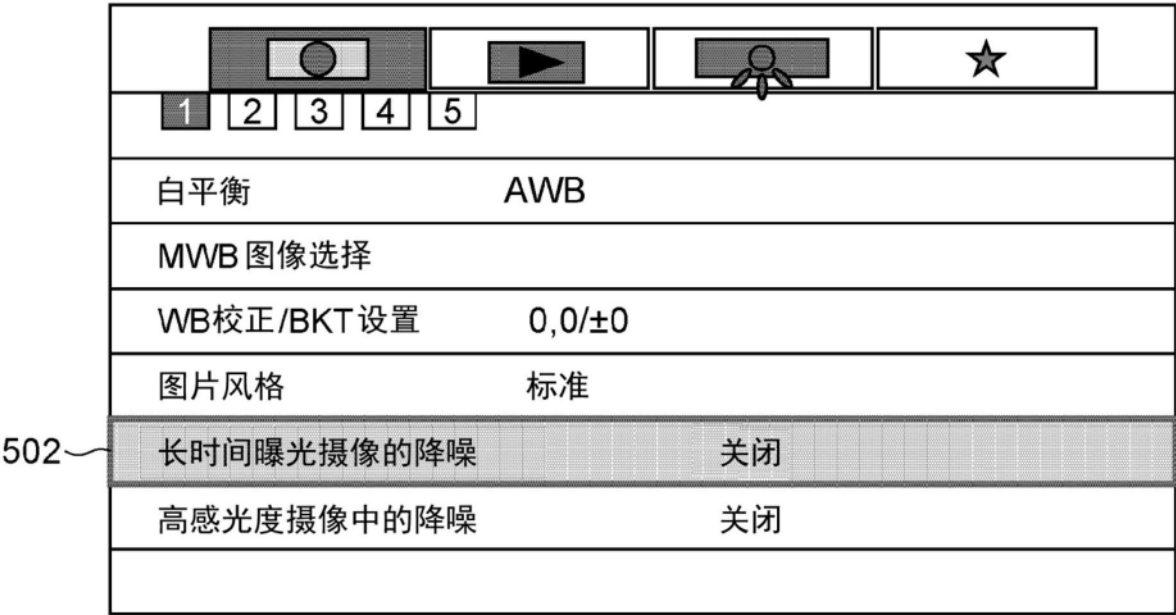 1 2 3 4 5
白平衡 AWB
MWB图像选择
WB校正/BKT设置 0,0/±0
图片风格 标准
502 长时间曝光摄像的降噪 关闭
高感光度摄像中的降噪 关闭